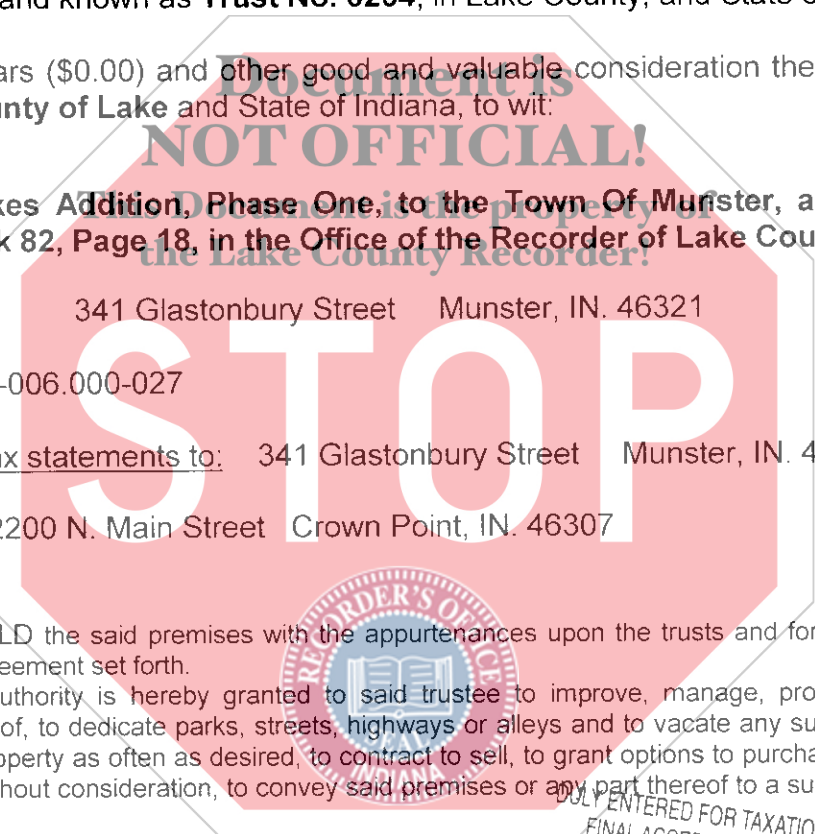 and known as Trust No. 6204, in Lake County, and State o
ars ($0.00) and other good and valuable consideration the
unty of Lake and State of Indiana, to wit:
Document is
NOT OFFICIAL!
This Document is the property of
the Lake County Recorder!
kes Addition, Phase One, to the Town Of Munster, a
k 82, Page 18, in the Office of the Recorder of Lake Cou
341 Glastonbury Street Munster, IN. 46321
-006.000-027
ax statements to: 341 Glastonbury Street Munster, IN. 4
2200 N. Main Street Crown Point, IN. 46307
STOP
LD the said premises with the appurtenances upon the trusts and for
eement set forth.
uthority is hereby granted to said trustee to improve, manage, pro
of, to dedicate parks, streets, highways or alleys and to vacate any su
operty as often as desired, to contract to sell, to grant options to purcha
hout consideration, to convey said premises or any part thereof to a su
RECORDER'S OFFICE
SEAL
INDIANA
DULY ENTERED FOR TAXATIO
FINAL ACCE